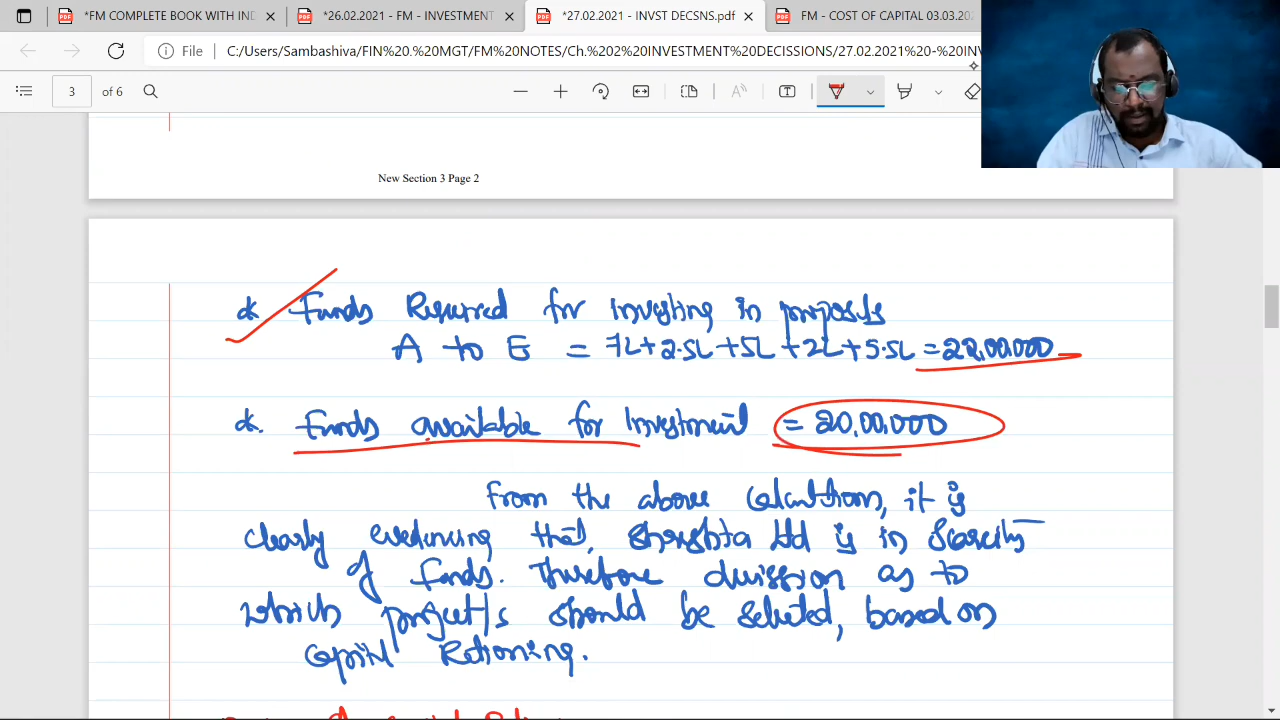 *FM COMPLETE BOOK WITH IND
*26.02.2021 - FM - INVESTMENT
*27.02.2021 - INVST DECSNS.pdf
FM - COST OF CAPITAL 03.03.20
File
C:/Users/Sambashiva/FIN%20.%20MGT/FM%20NOTES/Ch.%202%20INVESTMENT%20DECISSIONS/27.02.2021%20-%20INV
3 of 6
New Section 3 Page 2
* Funds Required for investing in proposals
A to E = 7L+2.5L+5L+2L+5.5L = 22,00,000
*. Funds available for Investment = 20,00,000
From the above calculations, it is
clearly evidencing that, Shreshta Ltd is in Scarcity
of funds. Therefore decission as to
which project/s should be selected, based on
Capital Rationing.